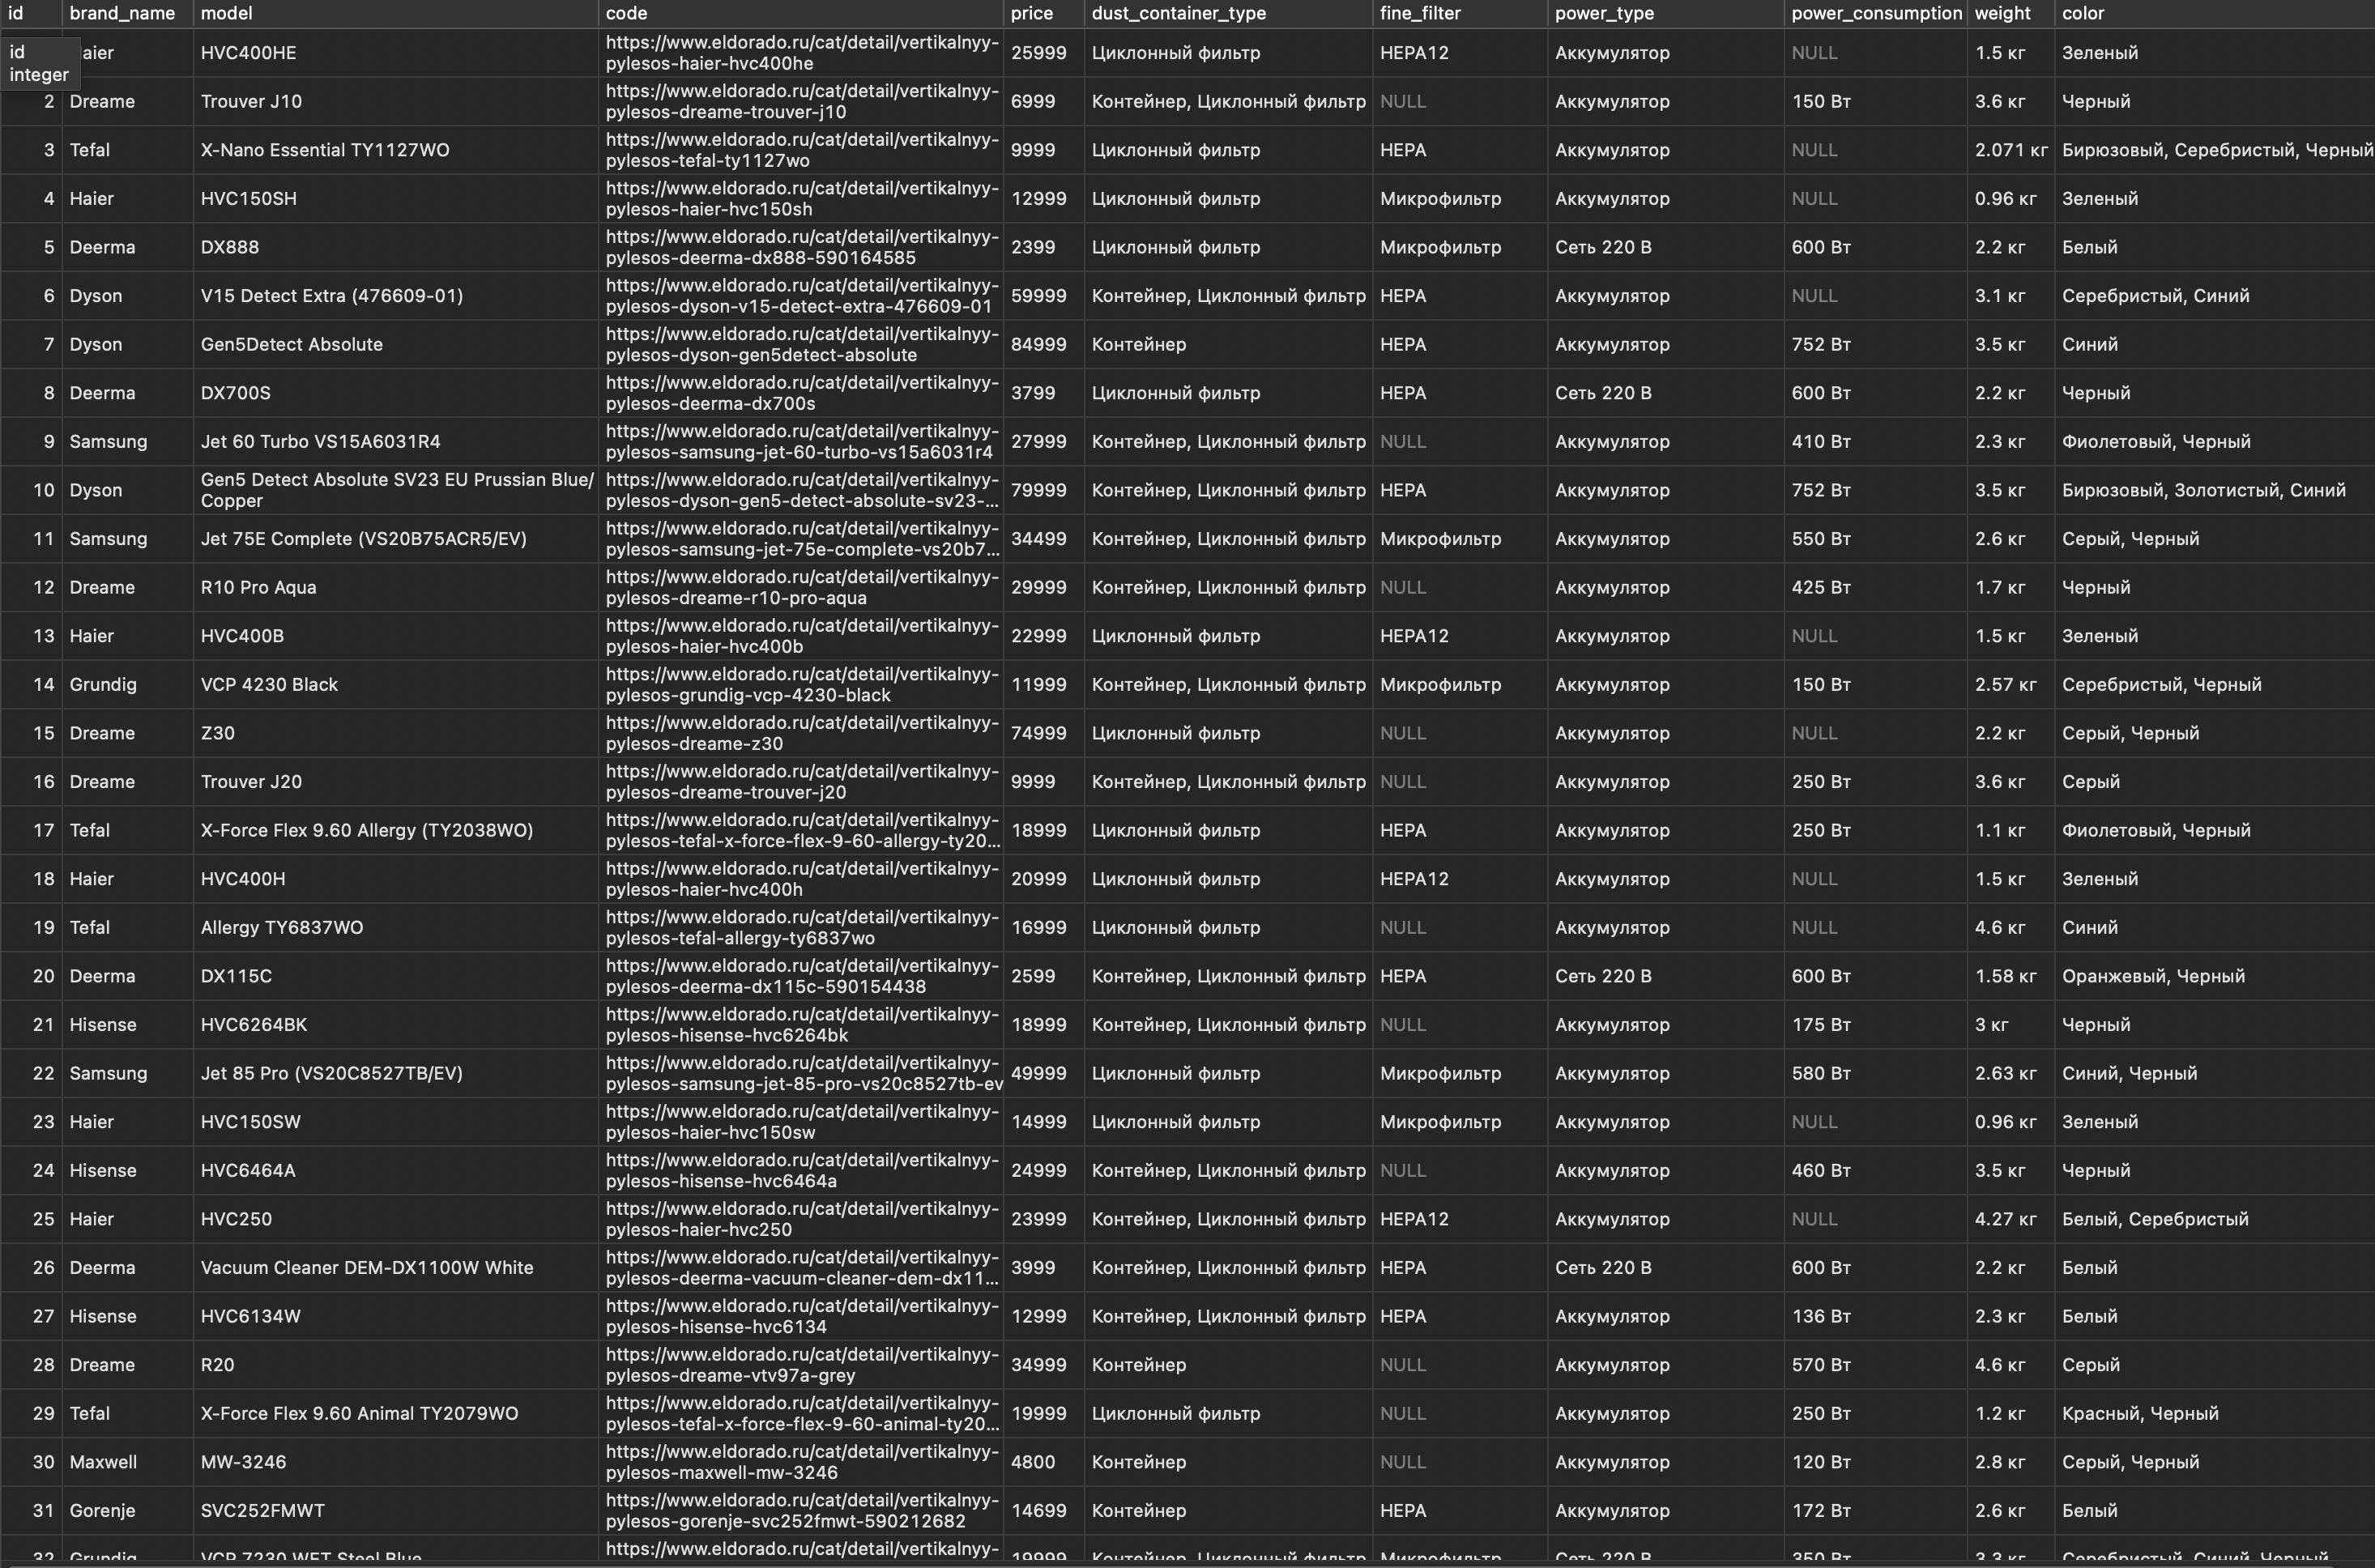 id brand_name model code price dust_container_type fine_filter power_type power_consumption weight color
id
integer
aier HVC400HE https://www.eldorado.ru/cat/detail/vertikalnyy-
pylesos-haier-hvc400he 25999 Циклонный фильтр HEPA12 Аккумулятор NULL 1.5 кг Зеленый
2 Dreame Trouver J10 https://www.eldorado.ru/cat/detail/vertikalnyy-
pylesos-dreame-trouver-j10 6999 Контейнер, Циклонный фильтр NULL Аккумулятор 150 Вт 3.6 кг Черный
3 Tefal X-Nano Essential TY1127WO https://www.eldorado.ru/cat/detail/vertikalnyy-
pylesos-tefal-ty1127wo 9999 Циклонный фильтр HEPA Аккумулятор NULL 2.071 кг Бирюзовый, Серебристый, Черный
4 Haier HVC150SH https://www.eldorado.ru/cat/detail/vertikalnyy-
pylesos-haier-hvc150sh 12999 Циклонный фильтр Микрофильтр Аккумулятор NULL 0.96 кг Зеленый
5 Deerma DX888 https://www.eldorado.ru/cat/detail/vertikalnyy-
pylesos-deerma-dx888-590164585 2399 Циклонный фильтр Микрофильтр Сеть 220 В 600 Вт 2.2 кг Белый
6 Dyson V15 Detect Extra (476609-01) https://www.eldorado.ru/cat/detail/vertikalnyy-
pylesos-dyson-v15-detect-extra-476609-01 59999 Контейнер, Циклонный фильтр HEPA Аккумулятор NULL 3.1 кг Серебристый, Синий
7 Dyson Gen5Detect Absolute https://www.eldorado.ru/cat/detail/vertikalnyy-
pylesos-dyson-gen5detect-absolute 84999 Контейнер HEPA Аккумулятор 752 Вт 3.5 кг Синий
8 Deerma DX700S https://www.eldorado.ru/cat/detail/vertikalnyy-
pylesos-deerma-dx700s 3799 Циклонный фильтр HEPA Сеть 220 В 600 Вт 2.2 кг Черный
9 Samsung Jet 60 Turbo VS15A6031R4 https://www.eldorado.ru/cat/detail/vertikalnyy-
pylesos-samsung-jet-60-turbo-vs15a6031r4 27999 Контейнер, Циклонный фильтр NULL Аккумулятор 410 Вт 2.3 кг Фиолетовый, Черный
10 Dyson Gen5 Detect Absolute SV23 EU Prussian Blue/ https://www.eldorado.ru/cat/detail/vertikalnyy-
Copper pylesos-dyson-gen5-detect-absolute-sv23-... 79999 Контейнер, Циклонный фильтр HEPA Аккумулятор 752 Вт 3.5 кг Бирюзовый, Золотистый, Синий
11 Samsung Jet 75E Complete (VS20B75ACR5/EV) https://www.eldorado.ru/cat/detail/vertikalnyy-
pylesos-samsung-jet-75e-complete-vs20b7... 34499 Контейнер, Циклонный фильтр Микрофильтр Аккумулятор 550 Вт 2.6 кг Серый, Черный
12 Dreame R10 Pro Aqua https://www.eldorado.ru/cat/detail/vertikalnyy-
pylesos-dreame-r10-pro-aqua 29999 Контейнер, Циклонный фильтр NULL Аккумулятор 425 Вт 1.7 кг Черный
13 Haier HVC400B https://www.eldorado.ru/cat/detail/vertikalnyy-
pylesos-haier-hvc400b 22999 Циклонный фильтр HEPA12 Аккумулятор NULL 1.5 кг Зеленый
14 Grundig VCP 4230 Black https://www.eldorado.ru/cat/detail/vertikalnyy-
pylesos-grundig-vcp-4230-black 11999 Контейнер, Циклонный фильтр Микрофильтр Аккумулятор 150 Вт 2.57 кг Серебристый, Черный
15 Dreame Z30 https://www.eldorado.ru/cat/detail/vertikalnyy-
pylesos-dreame-z30 74999 Циклонный фильтр NULL Аккумулятор NULL 2.2 кг Серый, Черный
16 Dreame Trouver J20 https://www.eldorado.ru/cat/detail/vertikalnyy-
pylesos-dreame-trouver-j20 9999 Контейнер, Циклонный фильтр NULL Аккумулятор 250 Вт 3.6 кг Серый
17 Tefal X-Force Flex 9.60 Allergy (TY2038WO) https://www.eldorado.ru/cat/detail/vertikalnyy-
pylesos-tefal-x-force-flex-9-60-allergy-ty20... 18999 Циклонный фильтр HEPA Аккумулятор 250 Вт 1.1 кг Фиолетовый, Черный
18 Haier HVC400H https://www.eldorado.ru/cat/detail/vertikalnyy-
pylesos-haier-hvc400h 20999 Циклонный фильтр HEPA12 Аккумулятор NULL 1.5 кг Зеленый
19 Tefal Allergy TY6837WO https://www.eldorado.ru/cat/detail/vertikalnyy-
pylesos-tefal-allergy-ty6837wo 16999 Циклонный фильтр NULL Аккумулятор NULL 4.6 кг Синий
20 Deerma DX115C https://www.eldorado.ru/cat/detail/vertikalnyy-
pylesos-deerma-dx115c-590154438 2599 Контейнер, Циклонный фильтр HEPA Сеть 220 В 600 Вт 1.58 кг Оранжевый, Черный
21 Hisense HVC6264BK https://www.eldorado.ru/cat/detail/vertikalnyy-
pylesos-hisense-hvc6264bk 18999 Контейнер, Циклонный фильтр NULL Аккумулятор 175 Вт 3 кг Черный
22 Samsung Jet 85 Pro (VS20C8527TB/EV) https://www.eldorado.ru/cat/detail/vertikalnyy-
pylesos-samsung-jet-85-pro-vs20c8527tb-ev 49999 Циклонный фильтр Микрофильтр Аккумулятор 580 Вт 2.63 кг Синий, Черный
23 Haier HVC150SW https://www.eldorado.ru/cat/detail/vertikalnyy-
pylesos-haier-hvc150sw 14999 Циклонный фильтр Микрофильтр Аккумулятор NULL 0.96 кг Зеленый
24 Hisense HVC6464A https://www.eldorado.ru/cat/detail/vertikalnyy-
pylesos-hisense-hvc6464a 24999 Контейнер, Циклонный фильтр NULL Аккумулятор 460 Вт 3.5 кг Черный
25 Haier HVC250 https://www.eldorado.ru/cat/detail/vertikalnyy-
pylesos-haier-hvc250 23999 Контейнер, Циклонный фильтр HEPA12 Аккумулятор NULL 4.27 кг Белый, Серебристый
26 Deerma Vacuum Cleaner DEM-DX1100W White https://www.eldorado.ru/cat/detail/vertikalnyy-
pylesos-deerma-vacuum-cleaner-dem-dx11... 3999 Контейнер, Циклонный фильтр HEPA Сеть 220 В 600 Вт 2.2 кг Белый
27 Hisense HVC6134W https://www.eldorado.ru/cat/detail/vertikalnyy-
pylesos-hisense-hvc6134 12999 Контейнер, Циклонный фильтр HEPA Аккумулятор 136 Вт 2.3 кг Белый
28 Dreame R20 https://www.eldorado.ru/cat/detail/vertikalnyy-
pylesos-dreame-vtv97a-grey 34999 Контейнер NULL Аккумулятор 570 Вт 4.6 кг Серый
29 Tefal X-Force Flex 9.60 Animal TY2079WO https://www.eldorado.ru/cat/detail/vertikalnyy-
pylesos-tefal-x-force-flex-9-60-animal-ty20... 19999 Циклонный фильтр NULL Аккумулятор 250 Вт 1.2 кг Красный, Черный
30 Maxwell MW-3246 https://www.eldorado.ru/cat/detail/vertikalnyy-
pylesos-maxwell-mw-3246 4800 Контейнер NULL Аккумулятор 120 Вт 2.8 кг Серый, Черный
31 Gorenje SVC252FMWT https://www.eldorado.ru/cat/detail/vertikalnyy-
pylesos-gorenje-svc252fmwt-590212682 14699 Контейнер HEPA Аккумулятор 172 Вт 2.6 кг Белый
32 Grundig VCP 7230 WET Steel Blue https://www.eldorado.ru/cat/detail/vertikalnyy-
19999 Контейнер, Циклонный фильтр Микрофильтр Сеть 220 В 350 Вт 3.3 кг Серебристый, Синий, Черный